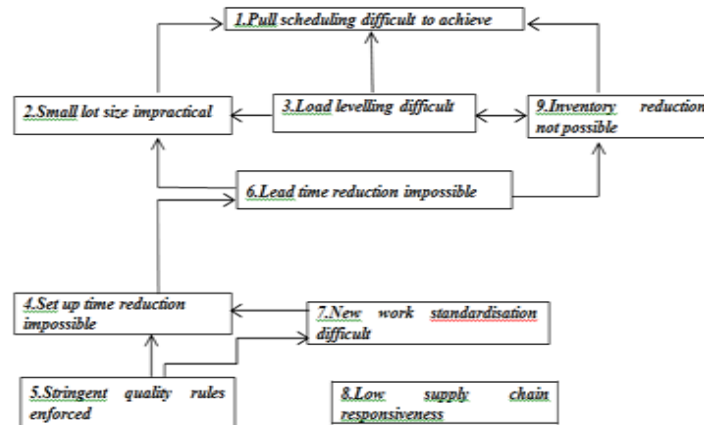 1.Pull scheduling difficult to achieve
2.Small lot size impractical
3.Load levelling difficult
9.Inventory reduction
not possible
6.Lead time reduction impossible
4.Set up time reduction
impossible
7.New work standardisation
difficult
5.Stringent quality rules
enforced
8.Low supply chain
responsiveness